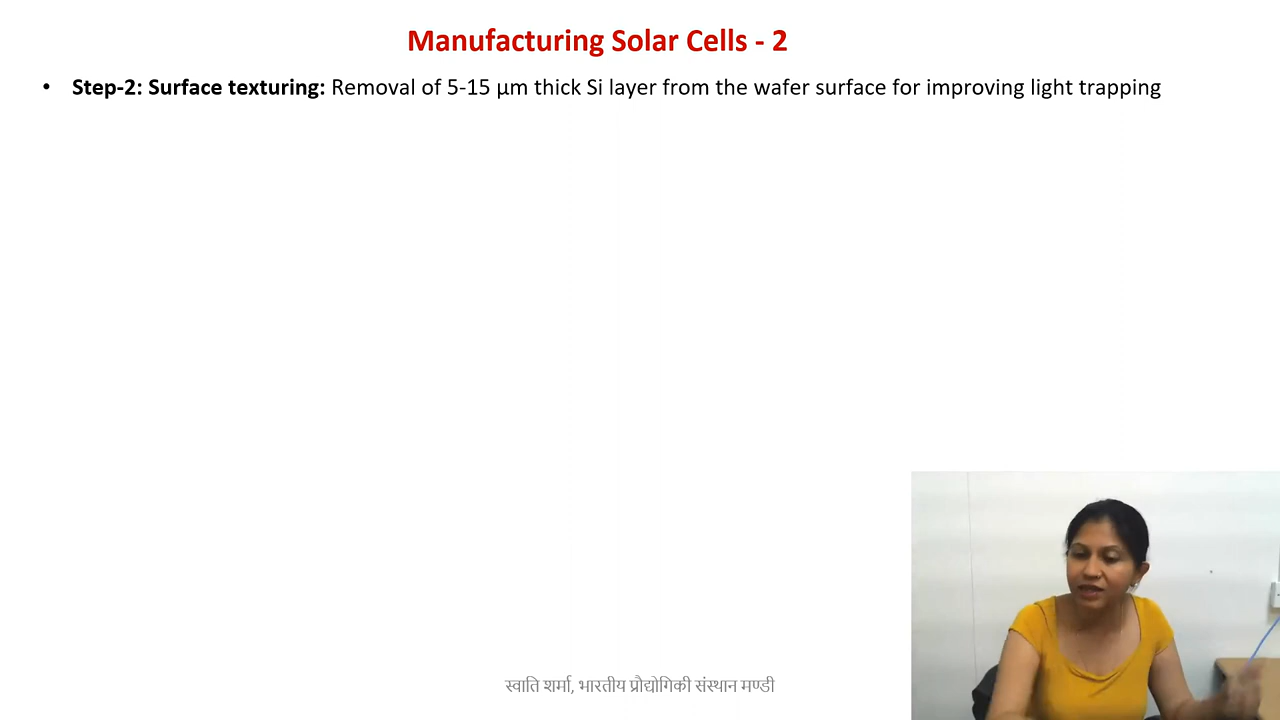 Manufacturing Solar Cells - 2
• Step-2: Surface texturing: Removal of 5-15 µm thick Si layer from the wafer surface for improving light trapping
स्वाति शर्मा, भारतीय प्रौद्योगिकी संस्थान मण्डी